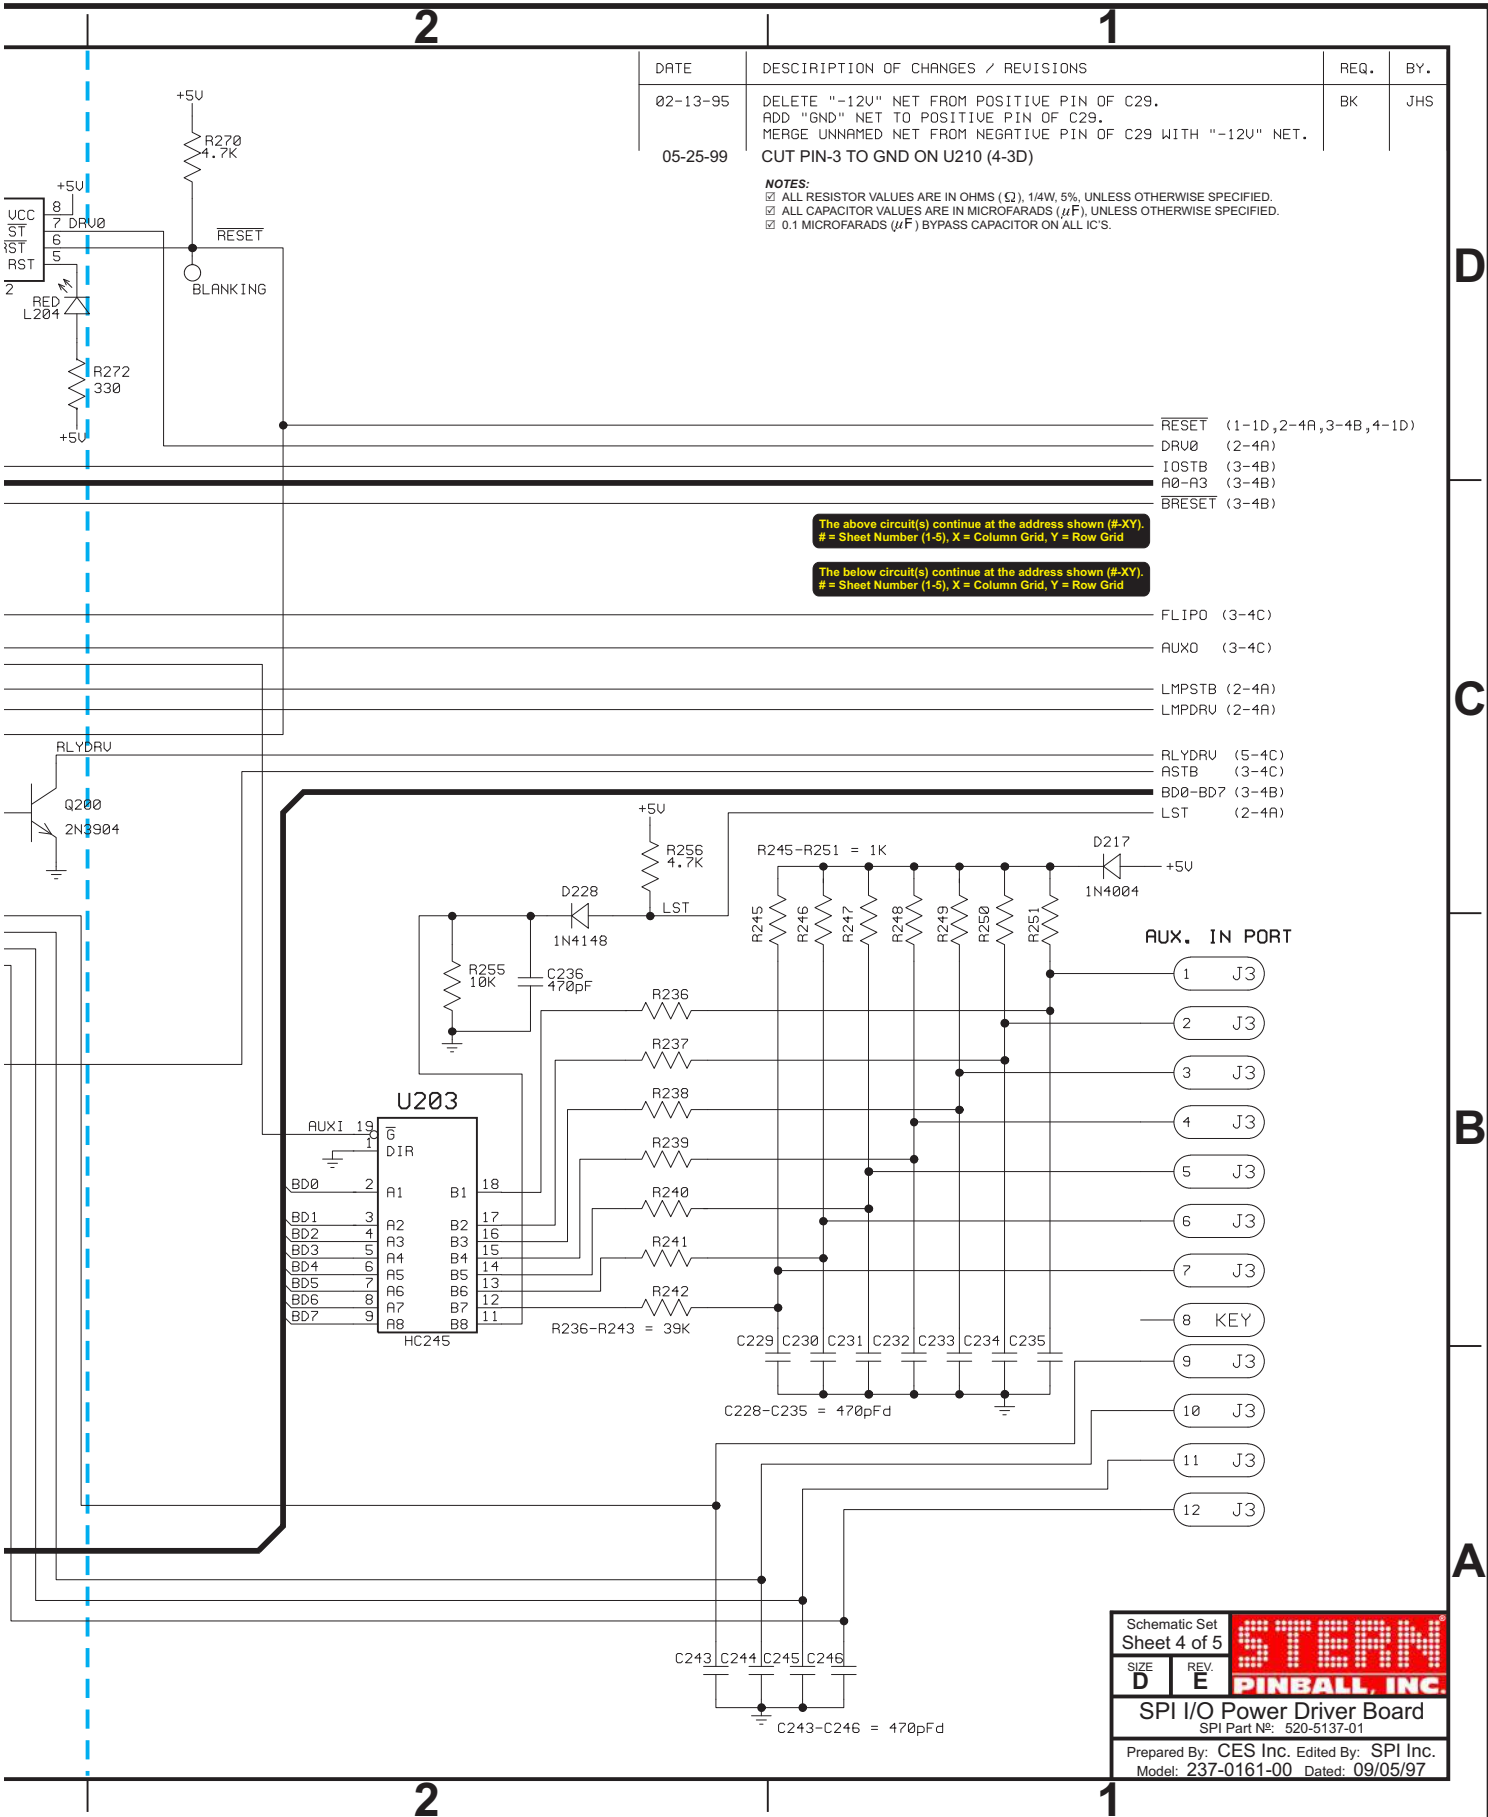 2
1
DATE
DESCIRIPTION OF CHANGES / REVISIONS
REQ.
BY.
02-13-95
DELETE "-12V" NET FROM POSITIVE PIN OF C29.
BK
JHS
ADD "GND" NET TO POSITIVE PIN OF C29.
MERGE UNNAMED NET FROM NEGATIVE PIN OF C29 WITH "-12V" NET.
05-25-99
CUT PIN-3 TO GND ON U210 (4-3D)
NOTES:
☑ ALL RESISTOR VALUES ARE IN OHMS (Ω), 1/4W, 5%, UNLESS OTHERWISE SPECIFIED.
☑ ALL CAPACITOR VALUES ARE IN MICROFARADS (μF), UNLESS OTHERWISE SPECIFIED.
☑ 0.1 MICROFARADS (μF) BYPASS CAPACITOR ON ALL IC'S.
+5V
R270
4.7K
+5V
VCC
8
ST
7
DRV0
RST
6
RESET
RST
5
2
BLANKING
RED
L204
R272
330
+5V
D
RESET (1-1D,2-4A,3-4B,4-1D)
DRV0 (2-4A)
IOSTB (3-4B)
A0-A3 (3-4B)
BRESET (3-4B)
The above circuit(s) continue at the address shown (#-XY).
# = Sheet Number (1-5), X = Column Grid, Y = Row Grid
The below circuit(s) continue at the address shown (#-XY).
# = Sheet Number (1-5), X = Column Grid, Y = Row Grid
FLIPO (3-4C)
AUXO (3-4C)
LMPSTB (2-4A)
LMPDRV (2-4A)
C
RLYDRV
RLYDRV (5-4C)
ASTB (3-4C)
BD0-BD7 (3-4B)
LST (2-4A)
Q200
2N3904
+5V
R256
4.7K
R245-R251 = 1K
D217
+5V
1N4004
D228
1N4148
LST
R245
R246
R247
R248
R249
R250
R251
R255
10K
C236
470pF
AUX. IN PORT
1 J3
2 J3
3 J3
4 J3
5 J3
6 J3
7 J3
8 KEY
9 J3
10 J3
11 J3
12 J3
R236
R237
R238
R239
R240
R241
R242
R236-R243 = 39K
B
U203
AUXI 19 G
1 DIR
BD0 2 A1 B1 18
BD1 3 A2 B2 17
BD2 4 A3 B3 16
BD3 5 A4 B4 15
BD4 6 A5 B5 14
BD5 7 A6 B6 13
BD6 8 A7 B7 12
BD7 9 A8 B8 11
HC245
C229 C230 C231 C232 C233 C234 C235
C228-C235 = 470pFd
A
C243 C244 C245 C246
C243-C246 = 470pFd
Schematic Set
Sheet 4 of 5
SIZE
D
REV.
E
STERN®
PINBALL, INC.
SPI I/O Power Driver Board
SPI Part Nº: 520-5137-01
Prepared By: CES Inc. Edited By: SPI Inc.
Model: 237-0161-00 Dated: 09/05/97
2
1